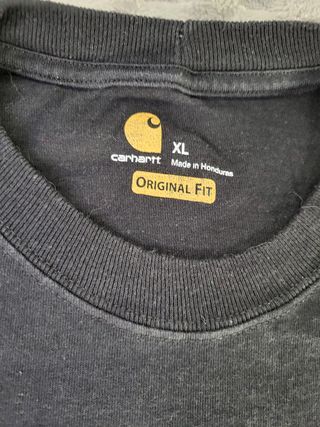 XL
carhartt
Made in Honduras
ORIGINAL FIT